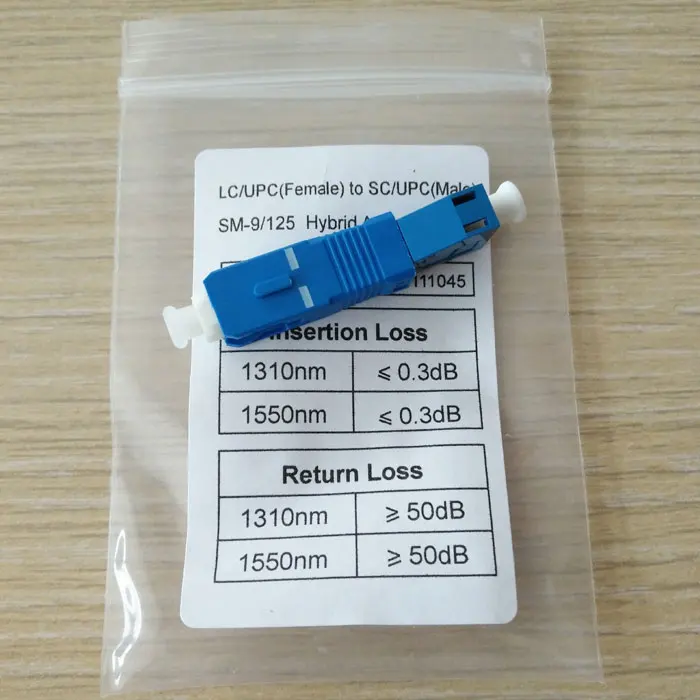 LC/UPC(Female) to SC/UPC(Male)
SM-9/125 Hybrid
111045
Insertion Loss
1310nm ⩽ 0.3dB
1550nm ⩽ 0.3dB
Return Loss
1310nm ⩾ 50dB
1550nm ⩾ 50dB